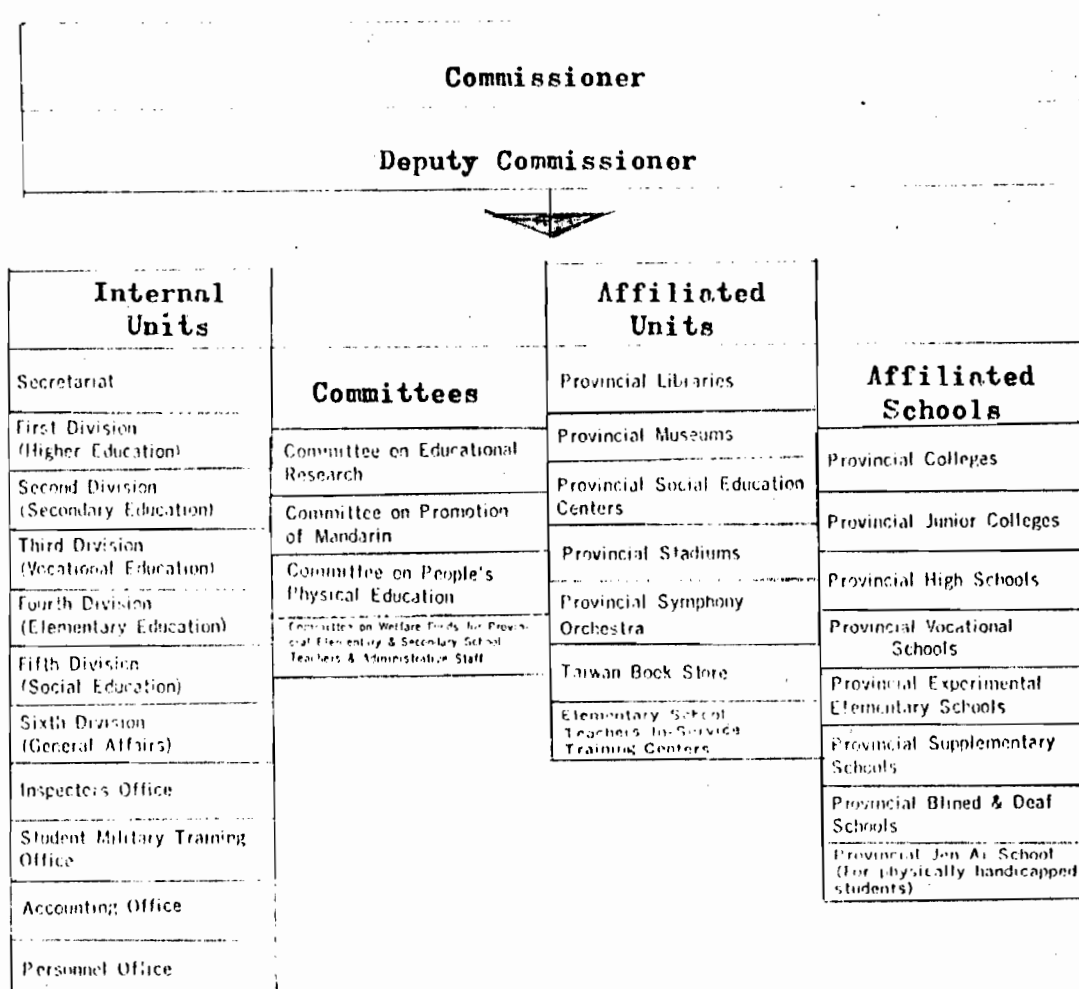 Commissioner
Deputy Commissioner
Internal
Units
Secretariat
First Division
(Higher Education)
Second Division
(Secondary Education)
Third Division
(Vocational Education)
Fourth Division
(Elementary Education)
Fifth Division
(Social Education)
Sixth Division
(General Affairs)
Inspectors Office
Student Military Training
Office
Accounting Office
Personnel Office
Committees
Committee on Educational
Research
Committee on Promotion
of Mandarin
Committee on People's
Physical Education
Committee on Welfare Funds for Provin-
cial Elementary & Secondary School
Teachers & Administrative Staff
Affiliated
Units
Provincial Libraries
Provincial Museums
Provincial Social Education
Centers
Provincial Stadiums
Provincial Symphony
Orchestra
Taiwan Book Store
Elementary School
Teachers In-Service
Training Centers
Affiliated
Schools
Provincial Colleges
Provincial Junior Colleges
Provincial High Schools
Provincial Vocational
Schools
Provincial Experimental
Elementary Schools
Provincial Supplementary
Schools
Provincial Blined & Deaf
Schools
Provincial Jen Ai School
(For physically handicapped
students)